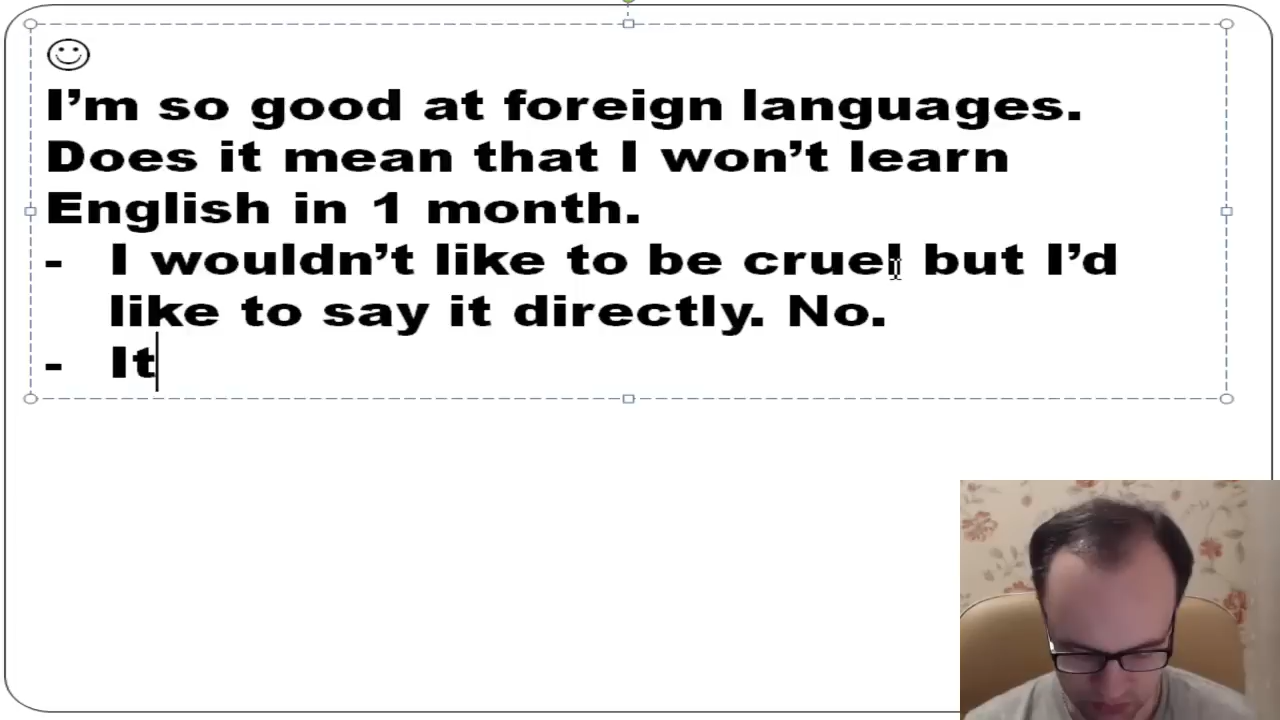 I’m so good at foreign languages.
Does it mean that I won’t learn
English in 1 month.
- I wouldn’t like to be cruel but I’d
like to say it directly. No.
- It